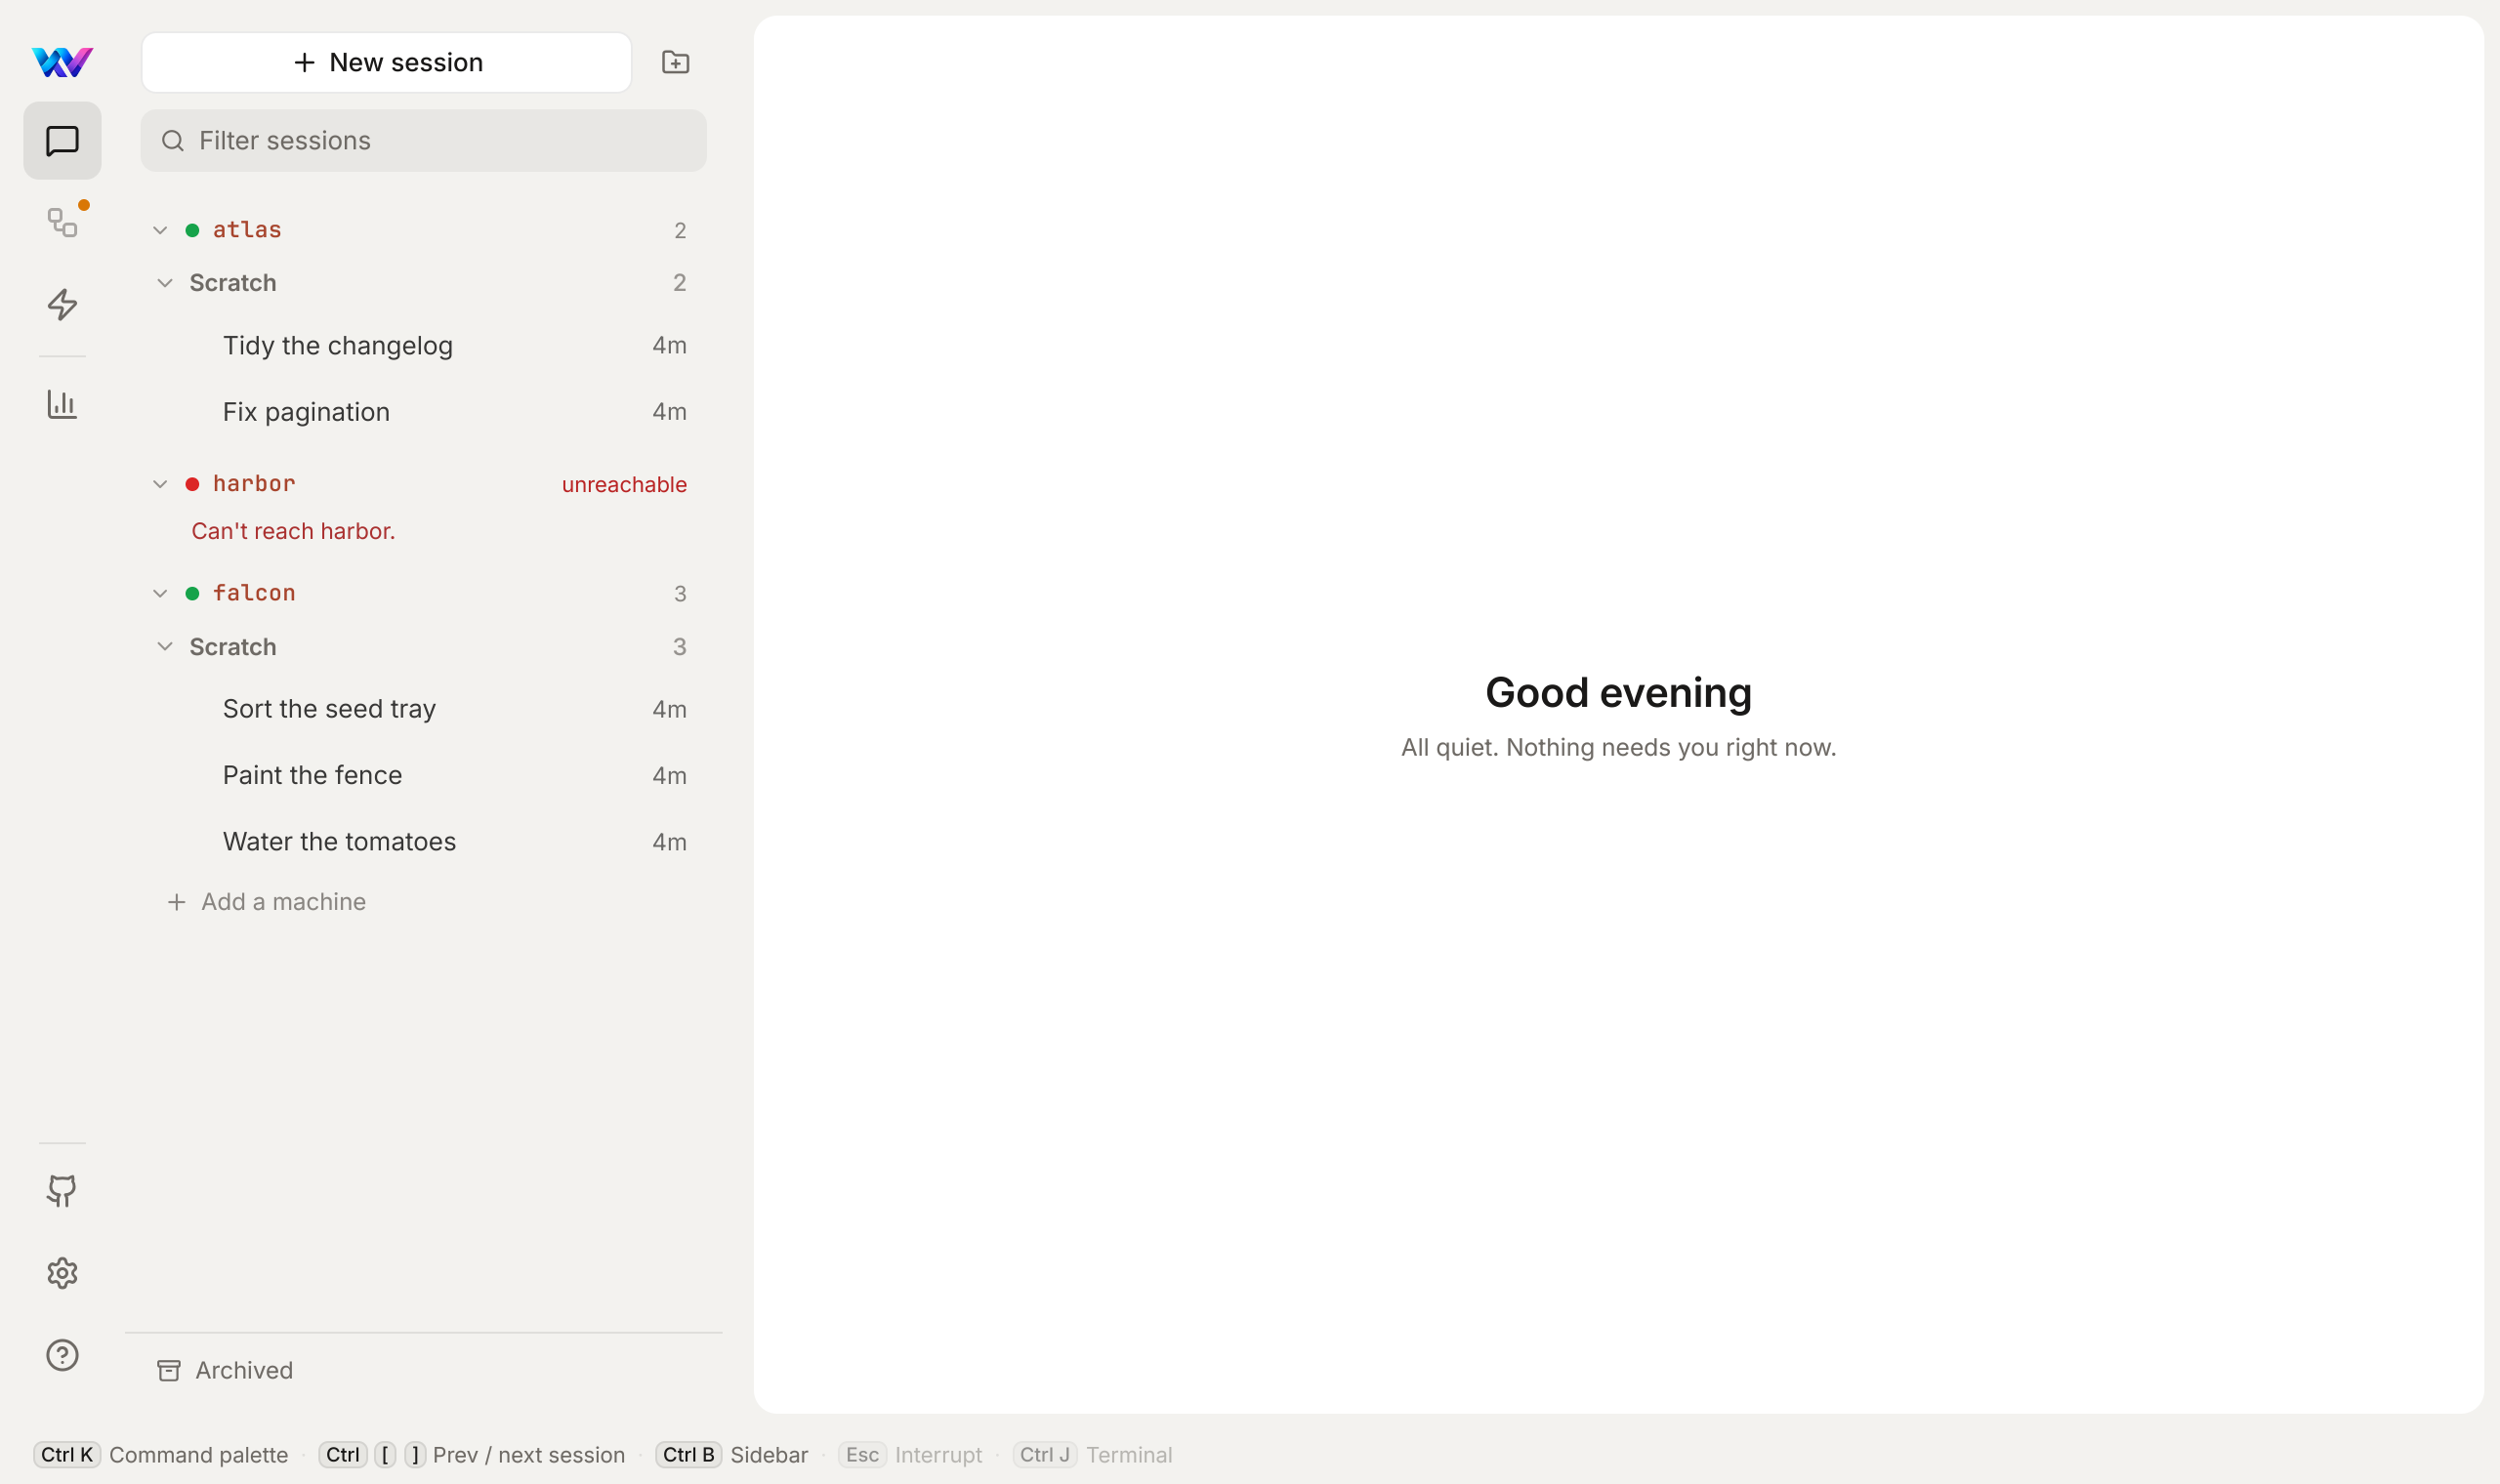 New session
Filter sessions
atlas 2
Scratch 2
Tidy the changelog 4m
Fix pagination 4m
harbor unreachable
Can't reach harbor.
falcon 3
Scratch 3
Sort the seed tray 4m
Paint the fence 4m
Water the tomatoes 4m
Add a machine
Archived
Good evening
All quiet. Nothing needs you right now.
Ctrl K Command palette · Ctrl [ ] Prev / next session · Ctrl B Sidebar · Esc Interrupt · Ctrl J Terminal